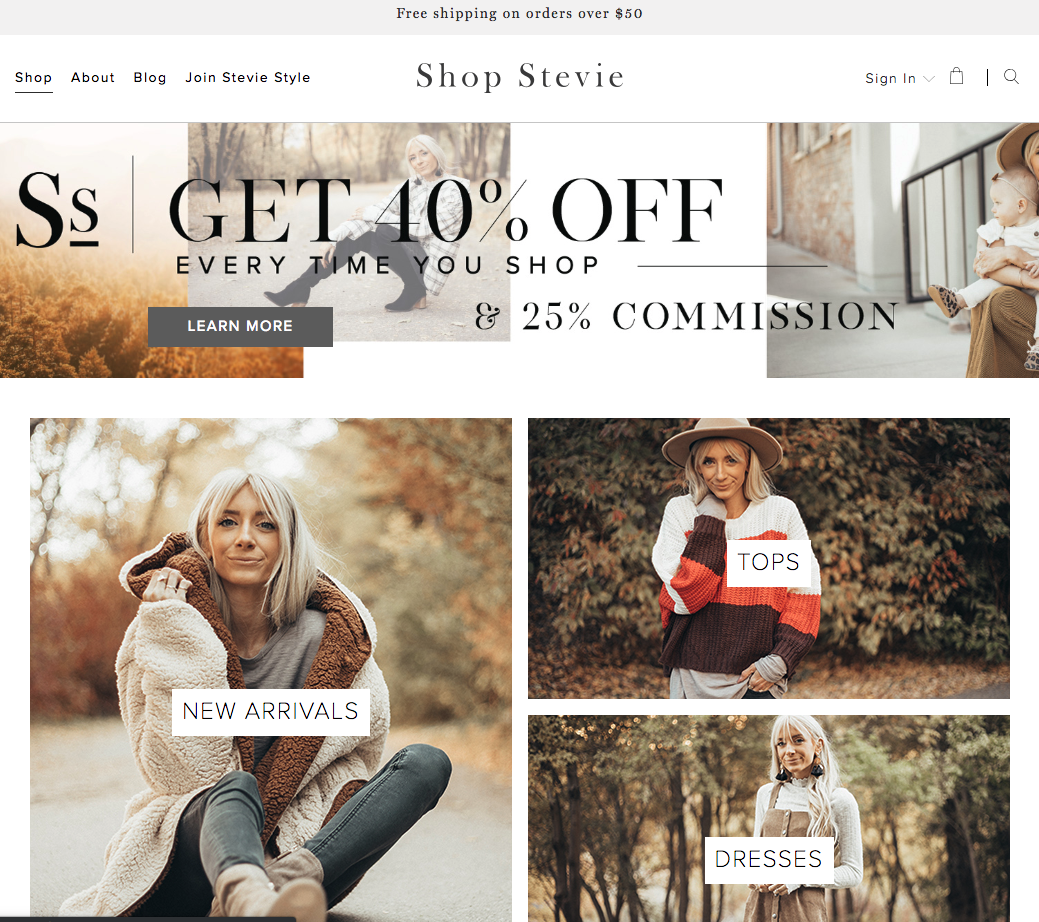 Free shipping on orders over $50
Shop About Blog Join Stevie Style
Shop Stevie
Sign In
Ss
GET 40% OFF
EVERY TIME YOU SHOP
& 25% COMMISSION
LEARN MORE
NEW ARRIVALS
TOPS
DRESSES